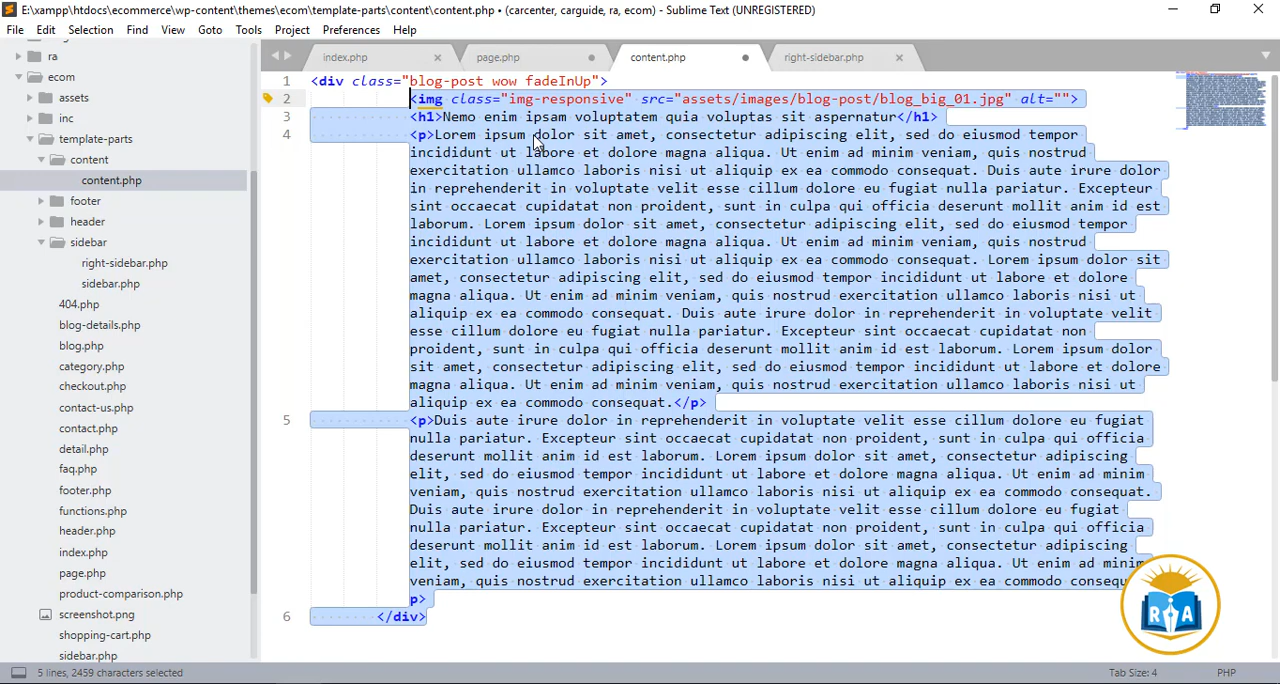 E:\xampp\htdocs\ecommerce\wp-content\themes\ecom\template-parts\content\content.php • (carcenter, carguide, ra, ecom) - Sublime Text (UNREGISTERED)
File Edit Selection Find View Goto Tools Project Preferences Help
ra
ecom
assets
inc
template-parts
content
content.php
footer
header
sidebar
right-sidebar.php
sidebar.php
404.php
blog-details.php
blog.php
category.php
checkout.php
contact-us.php
contact.php
detail.php
faq.php
footer.php
functions.php
header.php
index.php
page.php
product-comparison.php
screenshot.png
shopping-cart.php
sidebar.php
index.php page.php content.php right-sidebar.php
1 <div class="blog-post wow fadeInUp">
2 <img class="img-responsive" src="assets/images/blog-post/blog_big_01.jpg" alt="">
3 <h1>Nemo enim ipsam voluptatem quia voluptas sit aspernatur</h1>
4 <p>Lorem ipsum dolor sit amet, consectetur adipiscing elit, sed do eiusmod tempor
incididunt ut labore et dolore magna aliqua. Ut enim ad minim veniam, quis nostrud
exercitation ullamco laboris nisi ut aliquip ex ea commodo consequat. Duis aute irure dolor
in reprehenderit in voluptate velit esse cillum dolore eu fugiat nulla pariatur. Excepteur
sint occaecat cupidatat non proident, sunt in culpa qui officia deserunt mollit anim id est
laborum. Lorem ipsum dolor sit amet, consectetur adipiscing elit, sed do eiusmod tempor
incididunt ut labore et dolore magna aliqua. Ut enim ad minim veniam, quis nostrud
exercitation ullamco laboris nisi ut aliquip ex ea commodo consequat. Lorem ipsum dolor sit
amet, consectetur adipiscing elit, sed do eiusmod tempor incididunt ut labore et dolore
magna aliqua. Ut enim ad minim veniam, quis nostrud exercitation ullamco laboris nisi ut
aliquip ex ea commodo consequat. Duis aute irure dolor in reprehenderit in voluptate velit
esse cillum dolore eu fugiat nulla pariatur. Excepteur sint occaecat cupidatat non
proident, sunt in culpa qui officia deserunt mollit anim id est laborum. Lorem ipsum dolor
sit amet, consectetur adipiscing elit, sed do eiusmod tempor incididunt ut labore et dolore
magna aliqua. Ut enim ad minim veniam, quis nostrud exercitation ullamco laboris nisi ut
aliquip ex ea commodo consequat.</p>
5 <p>Duis aute irure dolor in reprehenderit in voluptate velit esse cillum dolore eu fugiat
nulla pariatur. Excepteur sint occaecat cupidatat non proident, sunt in culpa qui officia
deserunt mollit anim id est laborum. Lorem ipsum dolor sit amet, consectetur adipiscing
elit, sed do eiusmod tempor incididunt ut labore et dolore magna aliqua. Ut enim ad minim
veniam, quis nostrud exercitation ullamco laboris nisi ut aliquip ex ea commodo consequat.
Duis aute irure dolor in reprehenderit in voluptate velit esse cillum dolore eu fugiat
nulla pariatur. Excepteur sint occaecat cupidatat non proident, sunt in culpa qui officia
deserunt mollit anim id est laborum. Lorem ipsum dolor sit amet, consectetur adipiscing
elit, sed do eiusmod tempor incididunt ut labore et dolore magna aliqua. Ut enim ad minim
veniam, quis nostrud exercitation ullamco laboris nisi ut aliquip ex ea commodo
p>
6 </div>
R A
5 lines, 2459 characters selected
Tab Size: 4 PHP